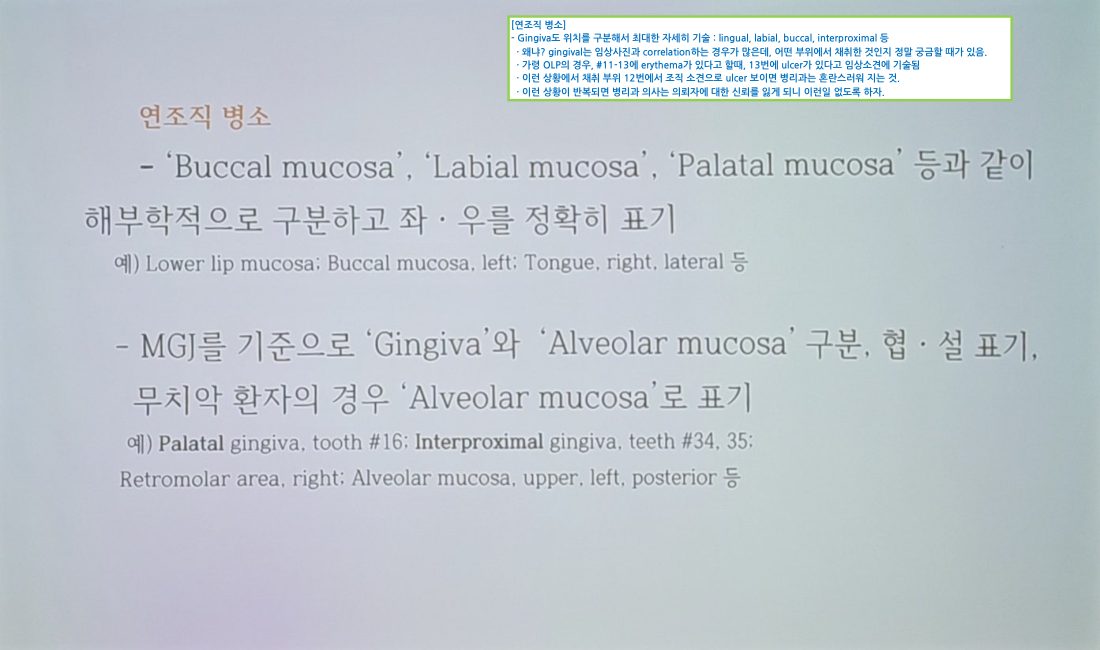 [연조직 병소]
- Gingiva도 위치를 구분해서 최대한 자세히 기술 : lingual, labial, buccal, interproximal 등
· 왜냐? gingival는 임상사진과 correlation하는 경우가 많은데, 어떤 부위에서 채취한 것인지 정말 궁금할 때가 있음.
· 가령 OLP의 경우, #11-13에 erythema가 있다고 할때, 13번에 ulcer가 있다고 임상소견에 기술됨
· 이런 상황에서 채취 부위 12번에서 조직 소견으로 ulcer 보이면 병리과는 혼란스러워 지는 것.
· 이런 상황이 반복되면 병리과 의사는 의뢰자에 대한 신뢰를 잃게 되니 이런일 없도록 하자.
연조직 병소
- ‘Buccal mucosa’, ‘Labial mucosa’, ‘Palatal mucosa’ 등과 같이
해부학적으로 구분하고 좌 · 우를 정확히 표기
예) Lower lip mucosa; Buccal mucosa, left; Tongue, right, lateral 등
- MGJ를 기준으로 ‘Gingiva’와 ‘Alveolar mucosa’ 구분, 협 · 설 표기,
무치악 환자의 경우 ‘Alveolar mucosa’로 표기
예) Palatal gingiva, tooth #16; Interproximal gingiva, teeth #34, 35;
Retromolar area, right; Alveolar mucosa, upper, left, posterior 등